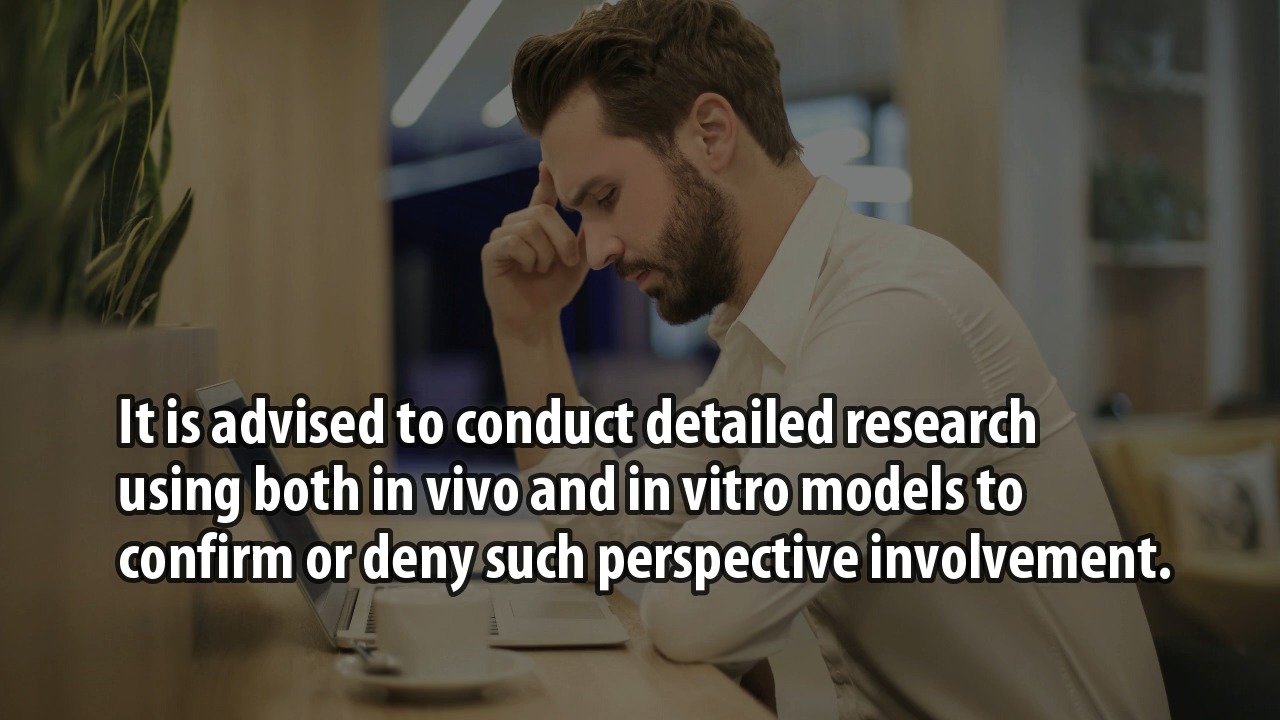 It is advised to conduct detailed research
using both in vivo and in vitro models to
confirm or deny such perspective involvement.